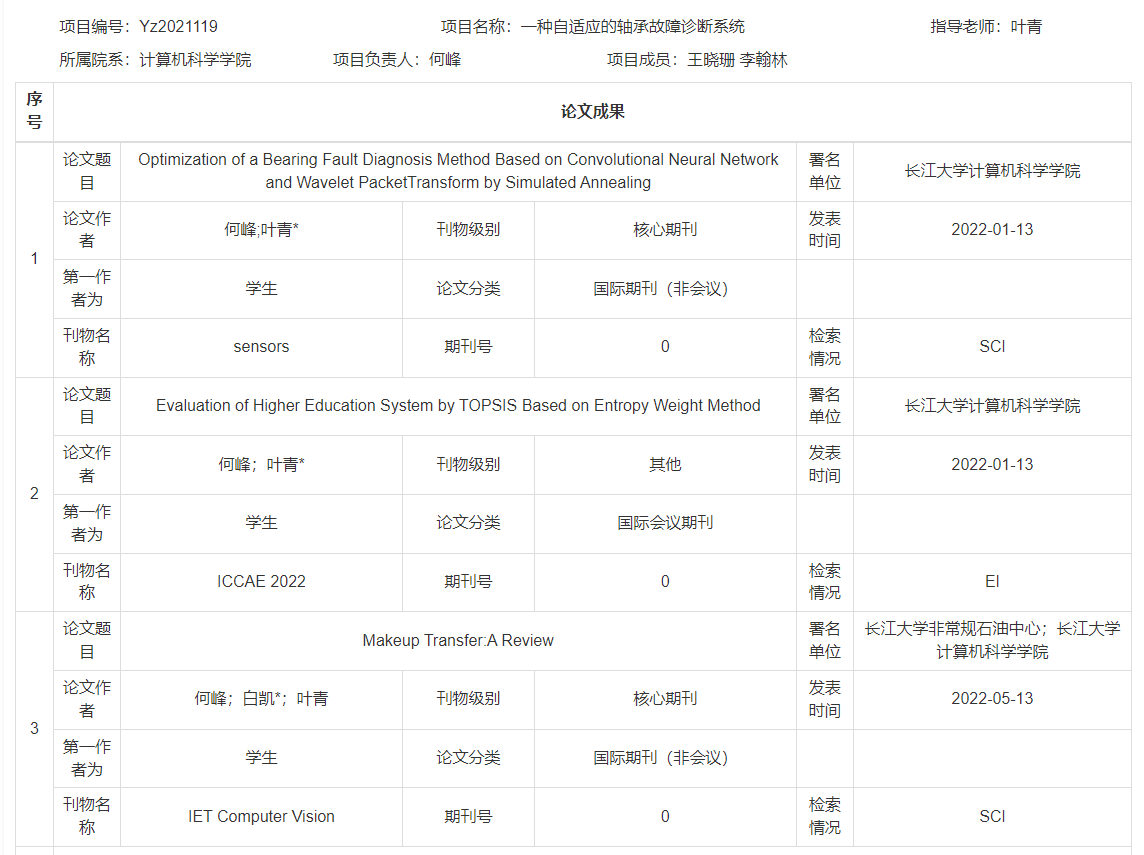 项目编号：Yz2021119 项目名称：一种自适应的轴承故障诊断系统 指导老师：叶青
所属院系：计算机科学学院 项目负责人：何峰 项目成员：王晓珊 李翰林
序号 论文成果
1
论文题目 Optimization of a Bearing Fault Diagnosis Method Based on Convolutional Neural Network
and Wavelet PacketTransform by Simulated Annealing 署名单位 长江大学计算机科学学院
论文作者 何峰;叶青* 刊物级别 核心期刊 发表时间 2022-01-13
第一作者为 学生 论文分类 国际期刊（非会议）
刊物名称 sensors 期刊号 0 检索情况 SCI
2
论文题目 Evaluation of Higher Education System by TOPSIS Based on Entropy Weight Method 署名单位 长江大学计算机科学学院
论文作者 何峰；叶青* 刊物级别 其他 发表时间 2022-01-13
第一作者为 学生 论文分类 国际会议期刊
刊物名称 ICCAE 2022 期刊号 0 检索情况 EI
3
论文题目 Makeup Transfer:A Review 署名单位 长江大学非常规石油中心；长江大学
计算机科学学院
论文作者 何峰；白凯*；叶青 刊物级别 核心期刊 发表时间 2022-05-13
第一作者为 学生 论文分类 国际期刊（非会议）
刊物名称 IET Computer Vision 期刊号 0 检索情况 SCI